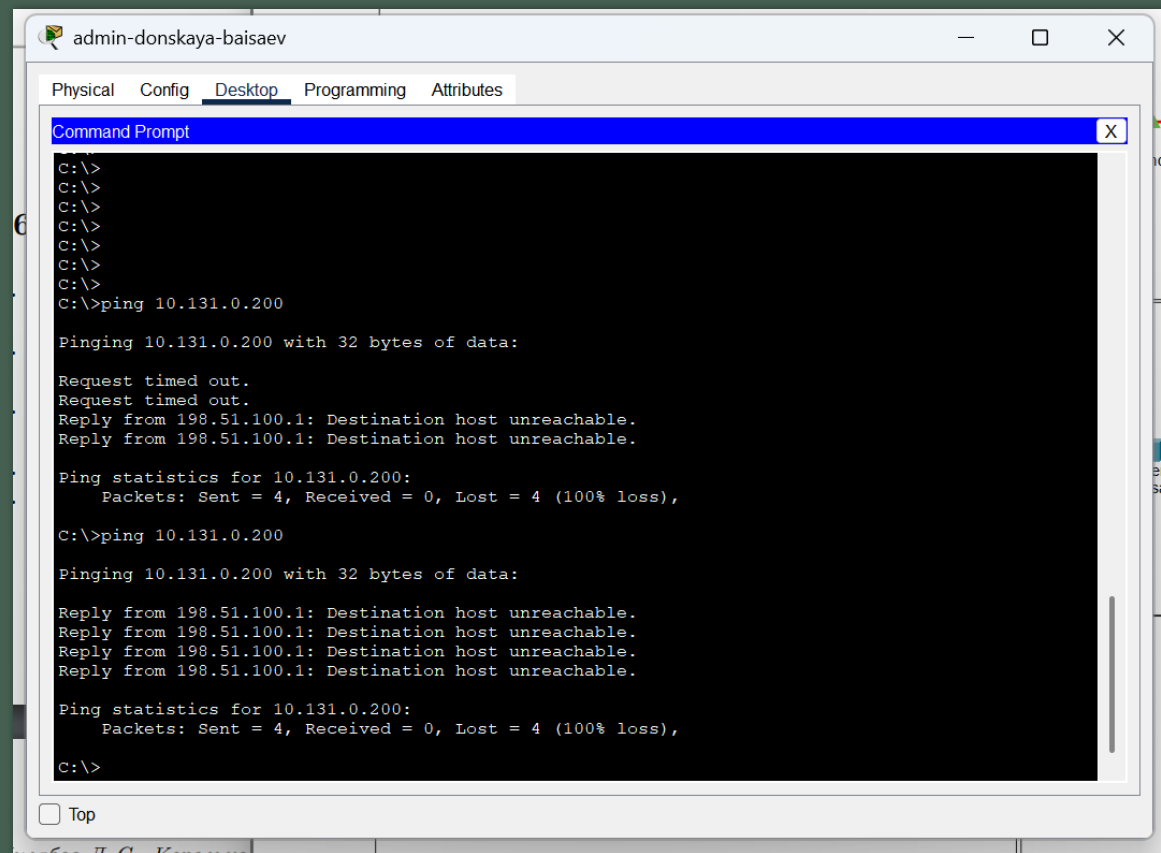 admin-donskaya-baisaev
Physical Config Desktop Programming Attributes
Command Prompt X
C:\>
C:\>
C:\>
C:\>
C:\>
C:\>
C:\>
C:\>ping 10.131.0.200
Pinging 10.131.0.200 with 32 bytes of data:
Request timed out.
Request timed out.
Reply from 198.51.100.1: Destination host unreachable.
Reply from 198.51.100.1: Destination host unreachable.
Ping statistics for 10.131.0.200:
Packets: Sent = 4, Received = 0, Lost = 4 (100% loss),
C:\>ping 10.131.0.200
Pinging 10.131.0.200 with 32 bytes of data:
Reply from 198.51.100.1: Destination host unreachable.
Reply from 198.51.100.1: Destination host unreachable.
Reply from 198.51.100.1: Destination host unreachable.
Reply from 198.51.100.1: Destination host unreachable.
Ping statistics for 10.131.0.200:
Packets: Sent = 4, Received = 0, Lost = 4 (100% loss),
C:\>
Top